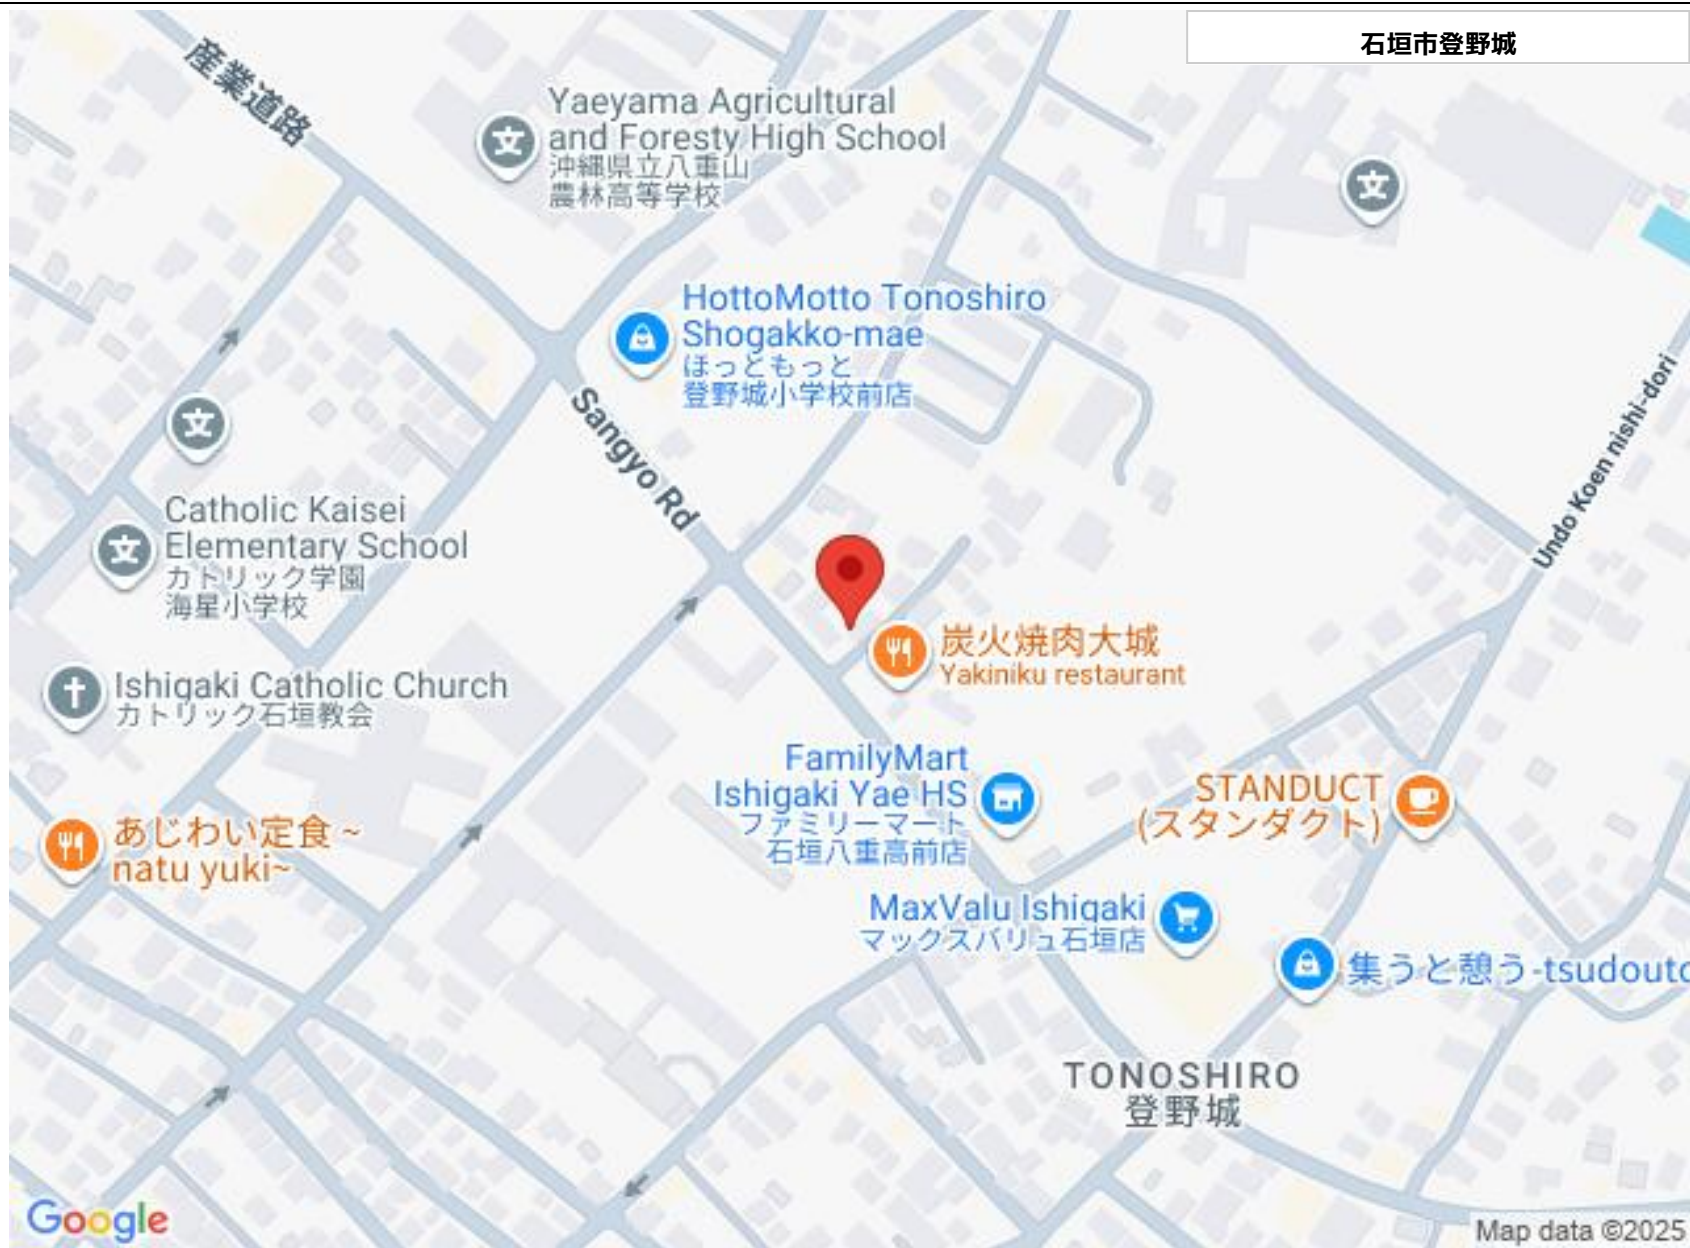 石垣市登野城
産業道路
Yaeyama Agricultural
and Foresty High School
沖縄県立八重山
農林高等学校
文
文
HottoMotto Tonoshiro
Shogakko-mae
ほっともっと
登野城小学校前店
Sangyo Rd
Undo Koen nishi-dori
文
文
Catholic Kaisei
Elementary School
カトリック学園
海星小学校
炭火焼肉大城
Yakiniku restaurant
Ishigaki Catholic Church
カトリック石垣教会
FamilyMart
Ishigaki Yae HS
ファミリーマート
石垣八重高前店
STANDUCT
(スタンダクト)
あじわい定食 ~
natu yuki~
MaxValu Ishigaki
マックスバリュ石垣店
集うと憩う-tsudouto
TONOSHIRO
登野城
Google
Map data ©2025